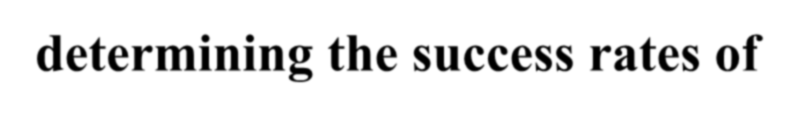 determining the success rates of